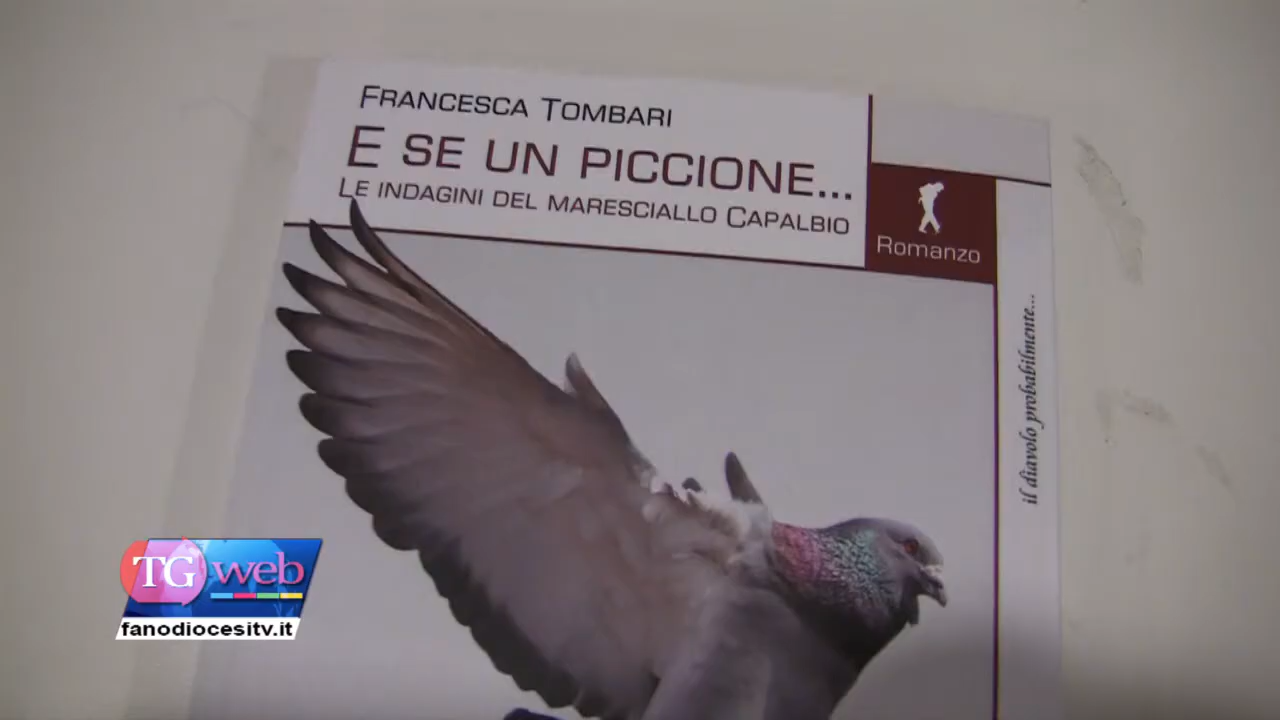 FRANCESCA TOMBARI
E SE UN PICCIONE...
LE INDAGINI DEL MARESCIALLO CAPALBIO
Romanzo
il diavolo probabilmente...
TG web
fanodiocesitv.it